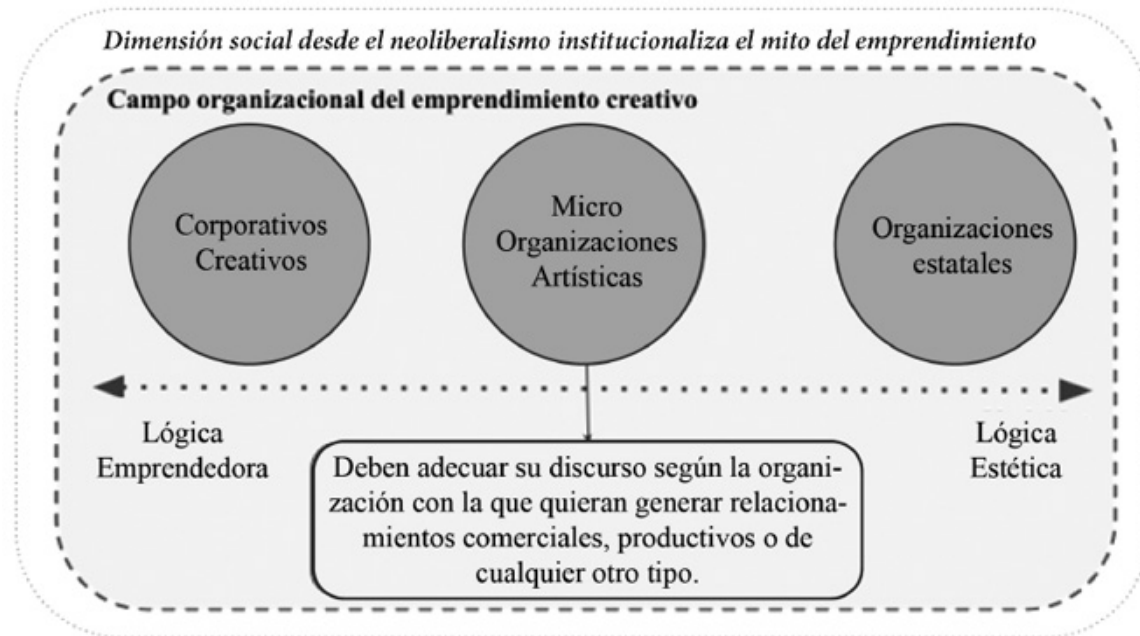 Dimensión social desde el neoliberalismo institucionaliza el mito del emprendimiento
Campo organizacional del emprendimiento creativo
Corporativos
Creativos
Micro
Organizaciones
Artísticas
Organizaciones
estatales
Lógica
Emprendedora
Lógica
Estética
Deben adecuar su discurso según la organi-
zación con la que quieran generar relaciona-
mientos comerciales, productivos o de
cualquier otro tipo.